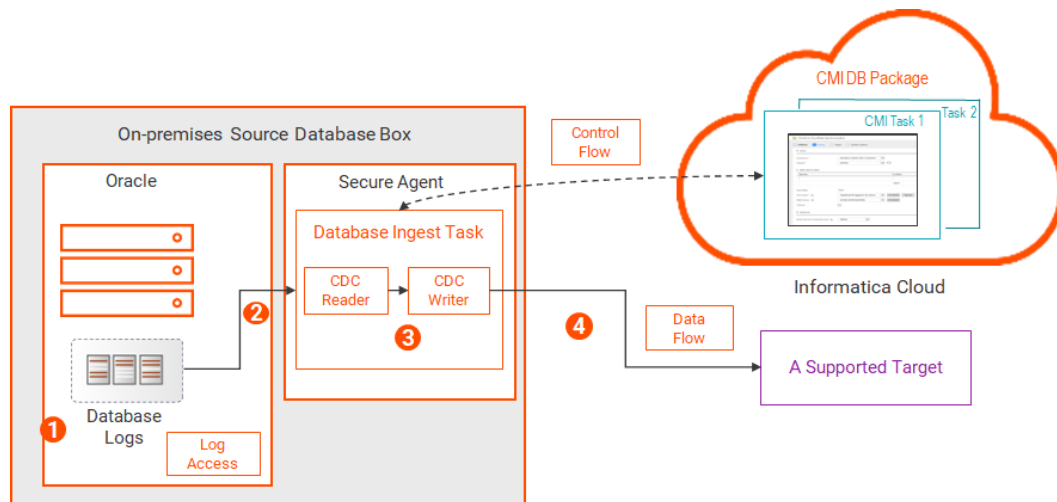 CMI DB Package
Task 2
CMI Task 1
On-premises Source Database Box
Control
Flow
Oracle
Secure Agent
Database Ingest Task
CDC
Reader
CDC
Writer
Informatica Cloud
2
3
4
Data
Flow
A Supported Target
1
Database
Logs
Log
Access